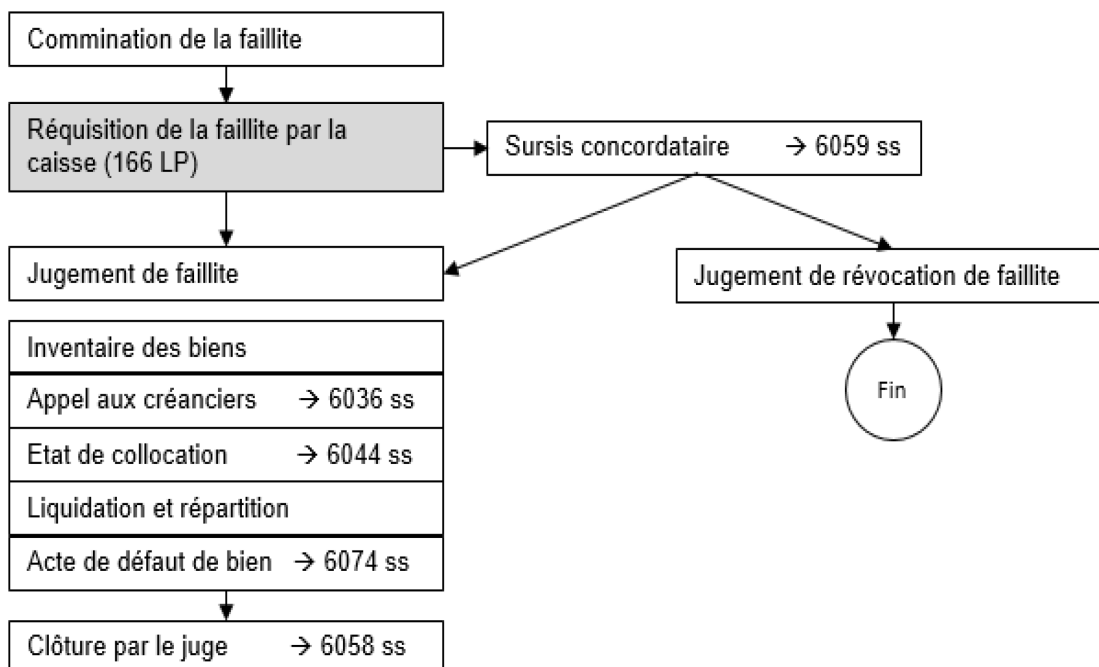 Commination de la faillite
Réquisition de la faillite par la
caisse (166 LP)
Sursis concordataire → 6059 ss
Jugement de faillite
Jugement de révocation de faillite
Inventaire des biens
Appel aux créanciers → 6036 ss
Fin
Etat de collocation → 6044 ss
Liquidation et répartition
Acte de défaut de bien → 6074 ss
Clôture par le juge → 6058 ss